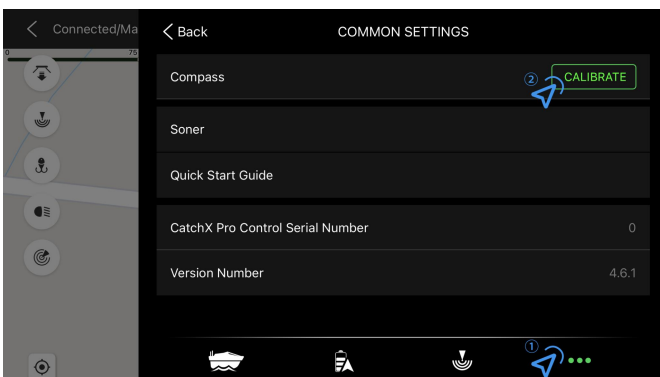 Connected/Ma
Back
COMMON SETTINGS
0 75
Compass
②
CALIBRATE
Soner
Quick Start Guide
CatchX Pro Control Serial Number 0
Version Number 4.6.1
①